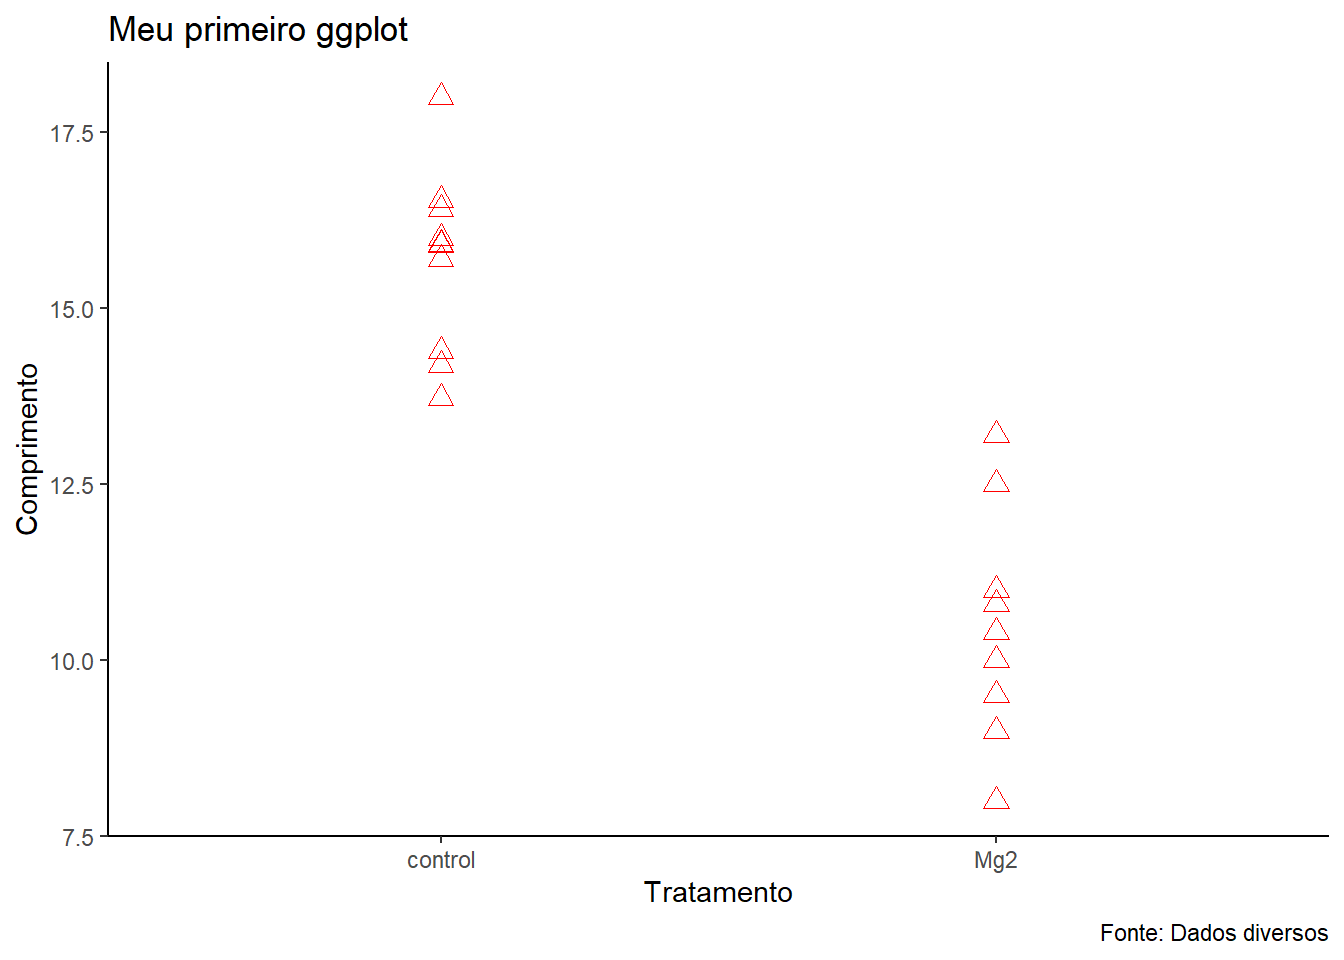 Meu primeiro ggplot
17.5
15.0
12.5
10.0
7.5
Comprimento
control
Mg2
Tratamento
Fonte: Dados diversos